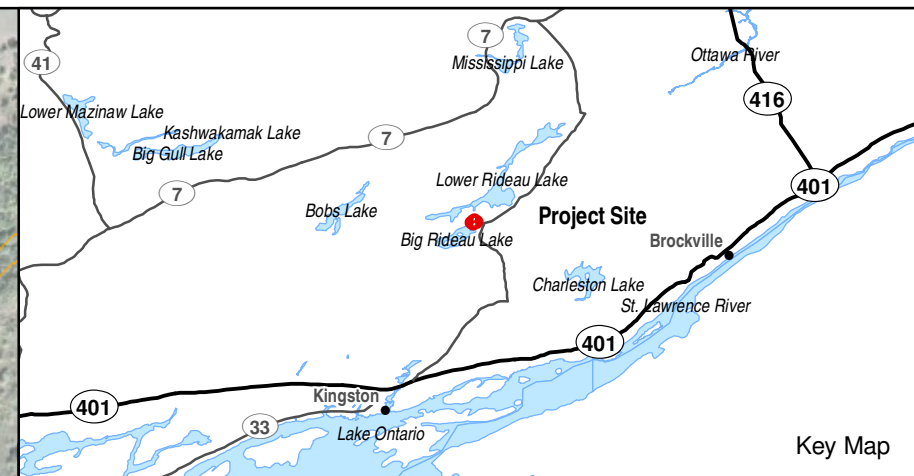 7
41
Mississippi Lake
Ottawa River
416
Lower Mazinaw Lake
Kashwakamak Lake
7
Big Gull Lake
Lower Rideau Lake
401
7
Bobs Lake
Project Site
Big Rideau Lake
Brockville
Charleston Lake
St. Lawrence River
401
Kingston
401
33
Lake Ontario
Key Map